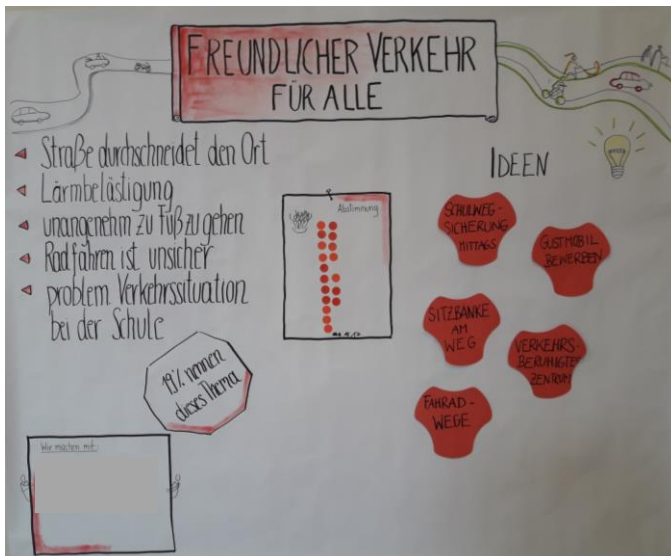 FREUNDLICHER VERKEHR
FÜR ALLE
Straße durchschneidet den Ort
Lärmbelästigung
unangenehm zu Fuß zu gehen
Radfahren ist unsicher
problem. Verkehrssituation
bei der Schule
19% nennen
dieses Thema
Wir machen mit:
Abstimmung
IDEEN
SCHULWEG-
SICHERUNG
MITTAGS
GUSTMOBIL
BEWERBEN
SITZBÄNKE
AM
WEG
VERKEHRS-
BERUHIGTES
ZENTRUM
FAHRAD-
WEGE